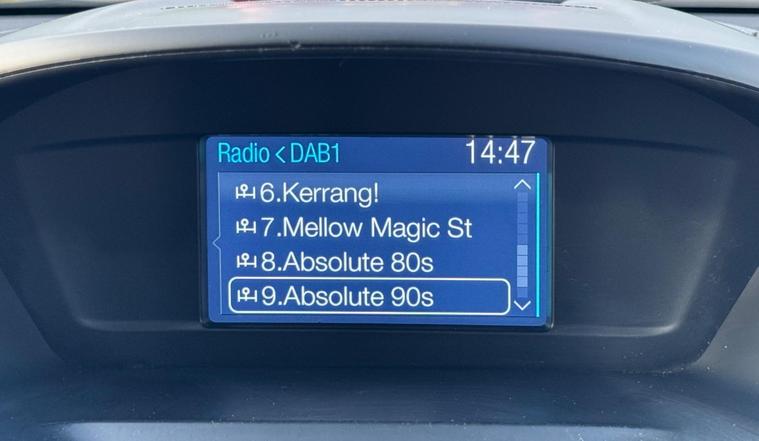 Radio < DAB1 14:47
6.Kerrang!
7.Mellow Magic St
8.Absolute 80s
9.Absolute 90s